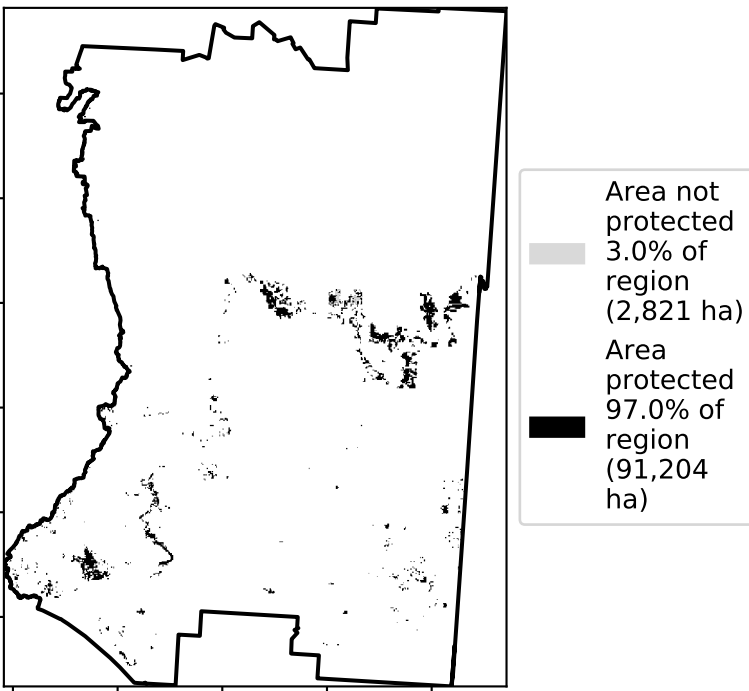 Area not
protected
3.0% of
region
(2,821 ha)
Area
protected
97.0% of
region
(91,204
ha)